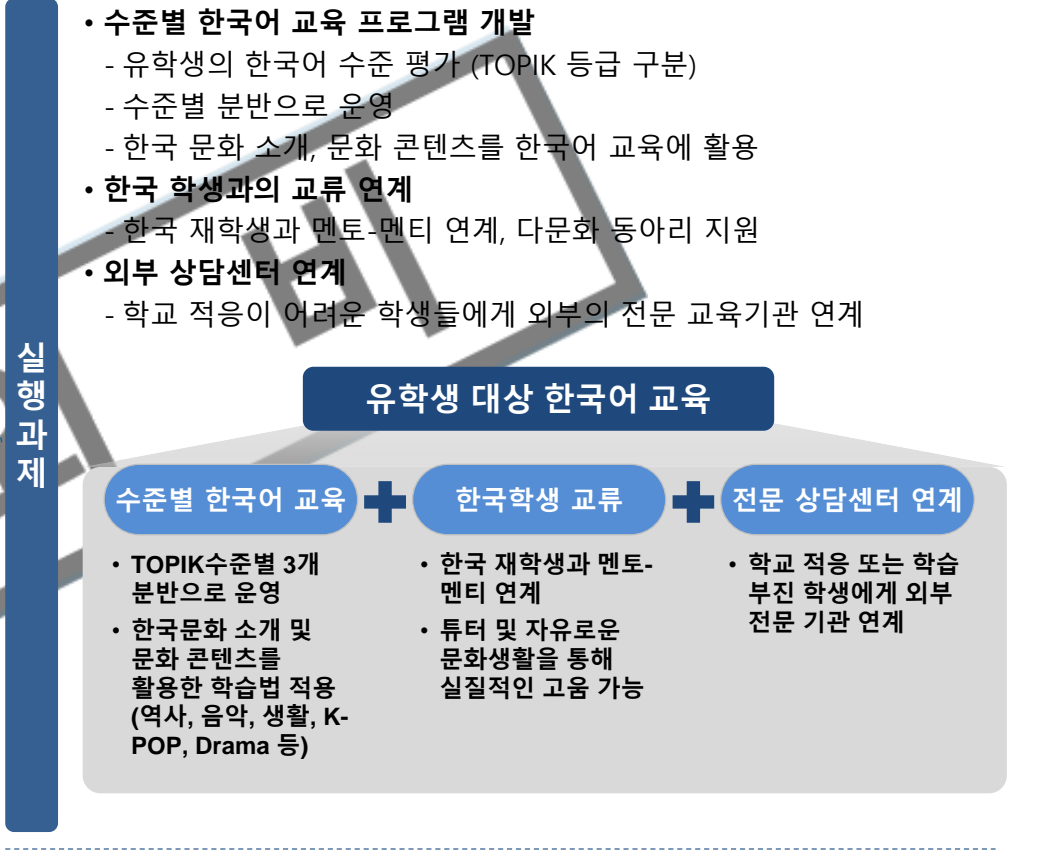 • 수준별 한국어 교육 프로그램 개발
- 유학생의 한국어 수준 평가 (TOPIK 등급 구분)
- 수준별 분반으로 운영
- 한국 문화 소개, 문화 콘텐츠를 한국어 교육에 활용
• 한국 학생과의 교류 연계
- 한국 재학생과 멘토-멘티 연계, 다문화 동아리 지원
• 외부 상담센터 연계
- 학교 적응이 어려운 학생들에게 외부의 전문 교육기관 연계
실
행
과
제
유학생 대상 한국어 교육
수준별 한국어 교육
• TOPIK수준별 3개
분반으로 운영
• 한국문화 소개 및
문화 콘텐츠를
활용한 학습법 적용
(역사, 음악, 생활, K-
POP, Drama 등)
한국학생 교류
• 한국 재학생과 멘토-
멘티 연계
• 튜터 및 자유로운
문화생활을 통해
실질적인 고움 가능
전문 상담센터 연계
• 학교 적응 또는 학습
부진 학생에게 외부
전문 기관 연계
비